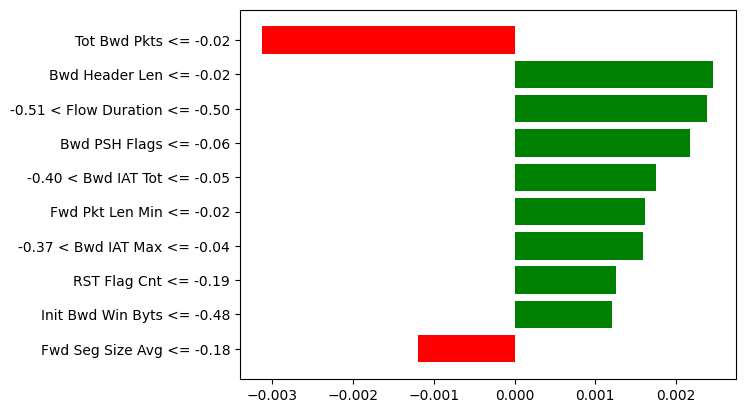 Tot Bwd Pkts <= -0.02
Bwd Header Len <= -0.02
-0.51 < Flow Duration <= -0.50
Bwd PSH Flags <= -0.06
-0.40 < Bwd IAT Tot <= -0.05
Fwd Pkt Len Min <= -0.02
-0.37 < Bwd IAT Max <= -0.04
RST Flag Cnt <= -0.19
Init Bwd Win Byts <= -0.48
Fwd Seg Size Avg <= -0.18
−0.003 −0.002 −0.001 0.000 0.001 0.002